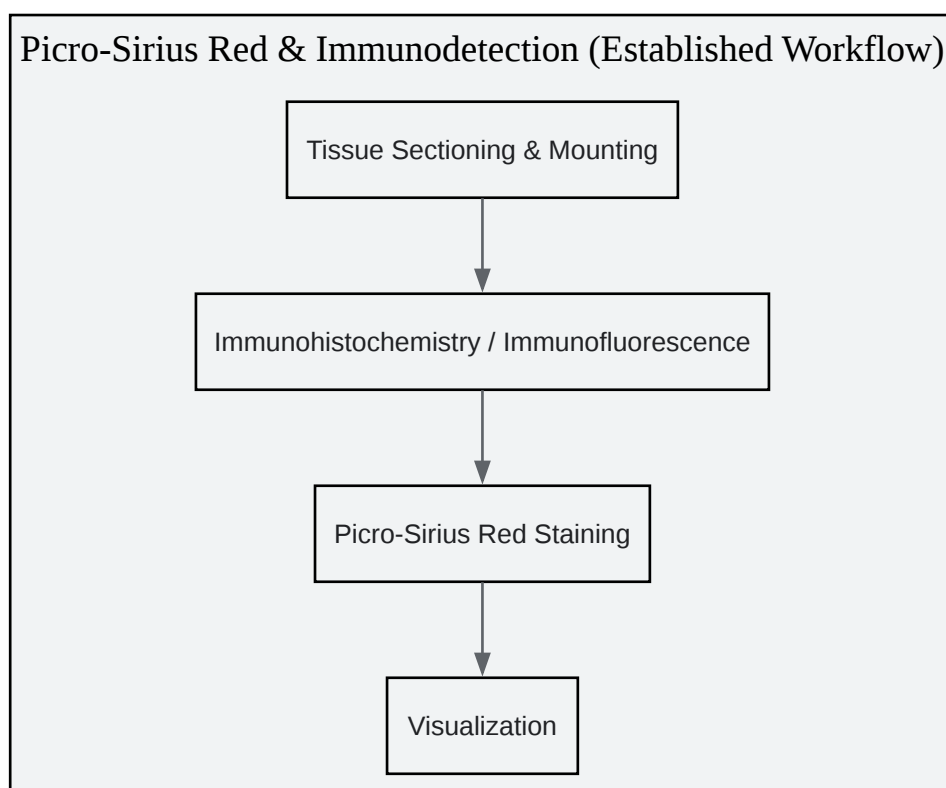 Picro-Sirius Red & Immunodetection (Established Workflow)
Tissue Sectioning & Mounting
Immunohistochemistry / Immunofluorescence
Picro-Sirius Red Staining
Visualization